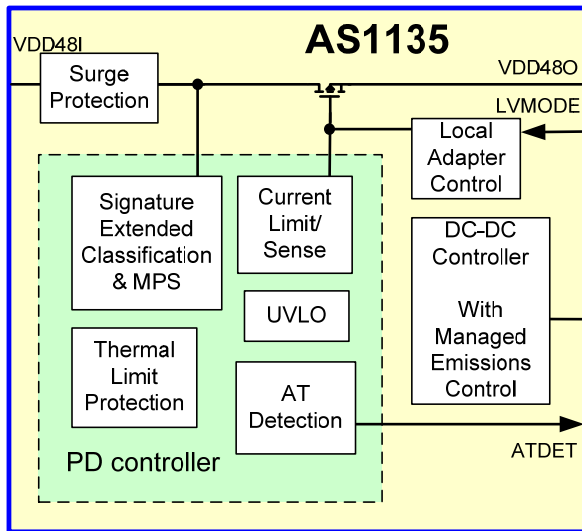 AS1135
VDD48I
VDD48O
Surge
Protection
LVMODE
Local
Adapter
Control
Signature
Extended
Classification
& MPS
Current
Limit/
Sense
DC-DC
Controller
With
Managed
Emissions
Control
UVLO
Thermal
Limit
Protection
AT
Detection
PD controller
ATDET